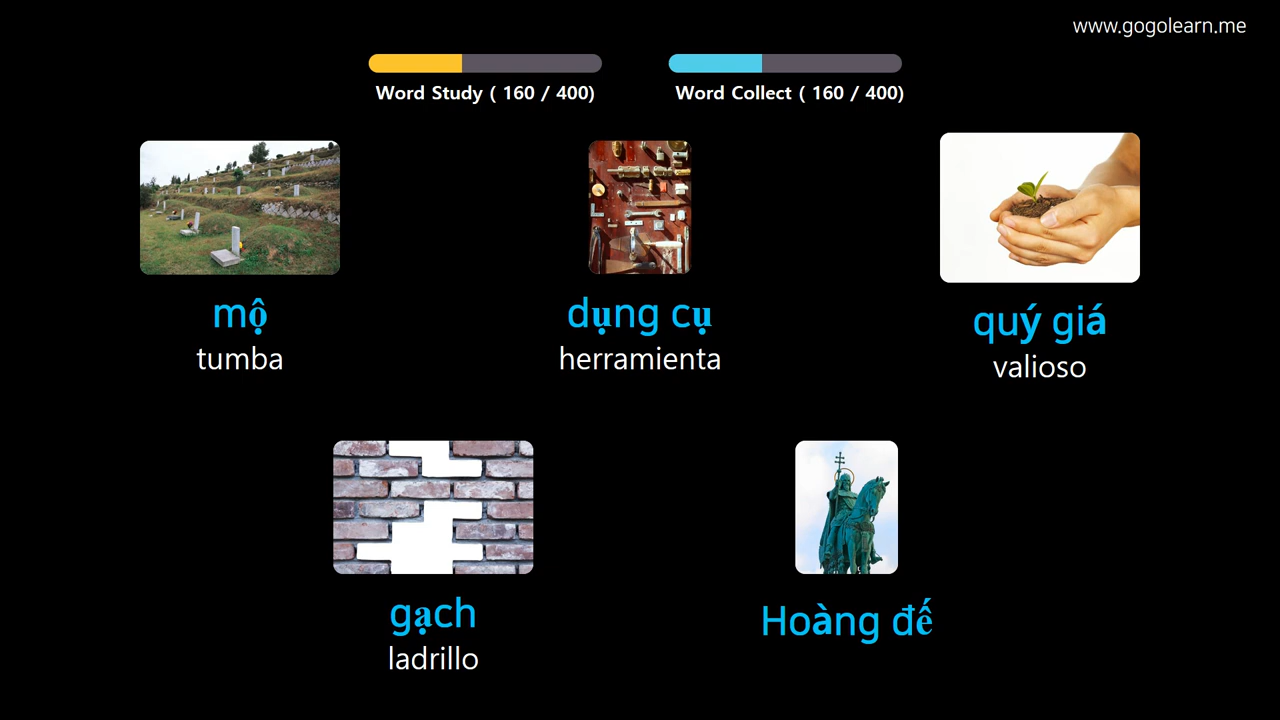 www.gogolearn.me
Word Study ( 160 / 400)
Word Collect ( 160 / 400)
mộ
tumba
dụng cụ
herramienta
quý giá
valioso
gạch
ladrillo
Hoàng đế